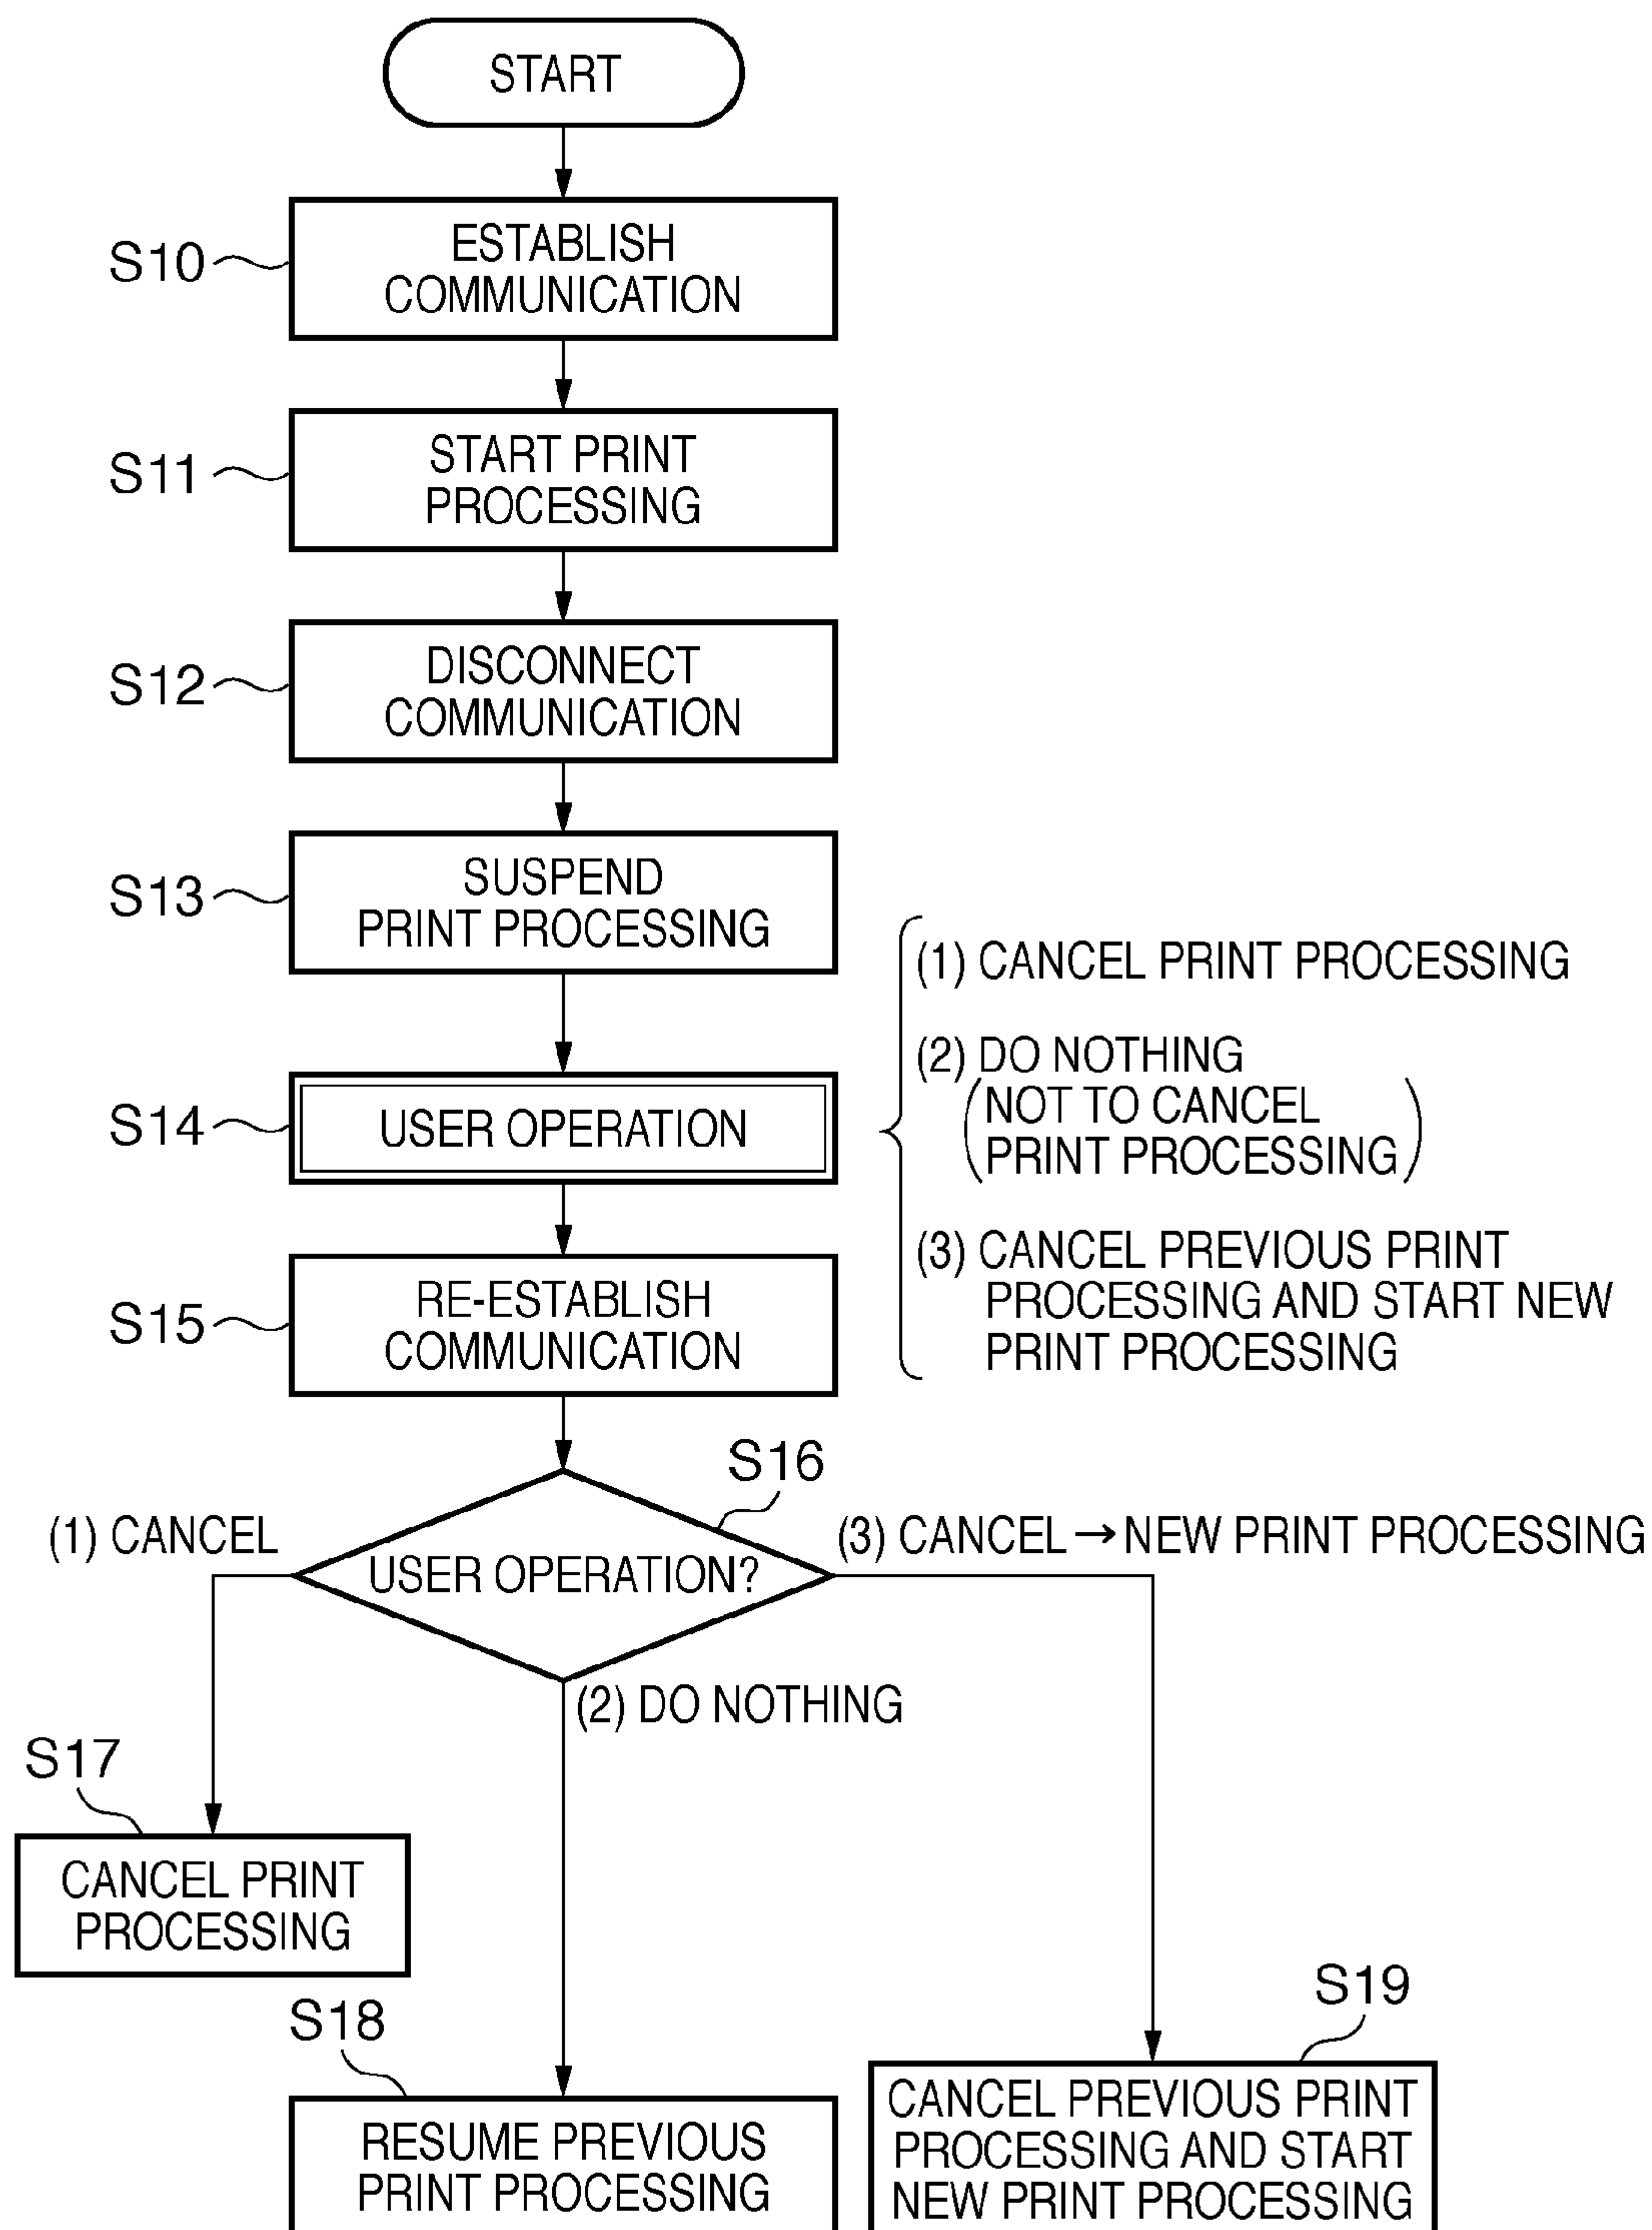 START
S10
ESTABLISH
COMMUNICATION
S11
START PRINT
PROCESSING
S12
DISCONNECT
COMMUNICATION
S13
SUSPEND
PRINT PROCESSING
S14
USER OPERATION
(1) CANCEL PRINT PROCESSING
(2) DO NOTHING
(NOT TO CANCEL
PRINT PROCESSING)
(3) CANCEL PREVIOUS PRINT
PROCESSING AND START NEW
PRINT PROCESSING
S15
RE-ESTABLISH
COMMUNICATION
S16
USER OPERATION?
(1) CANCEL
(3) CANCEL→NEW PRINT PROCESSING
(2) DO NOTHING
S17
CANCEL PRINT
PROCESSING
S18
RESUME PREVIOUS
PRINT PROCESSING
S19
CANCEL PREVIOUS PRINT
PROCESSING AND START
NEW PRINT PROCESSING